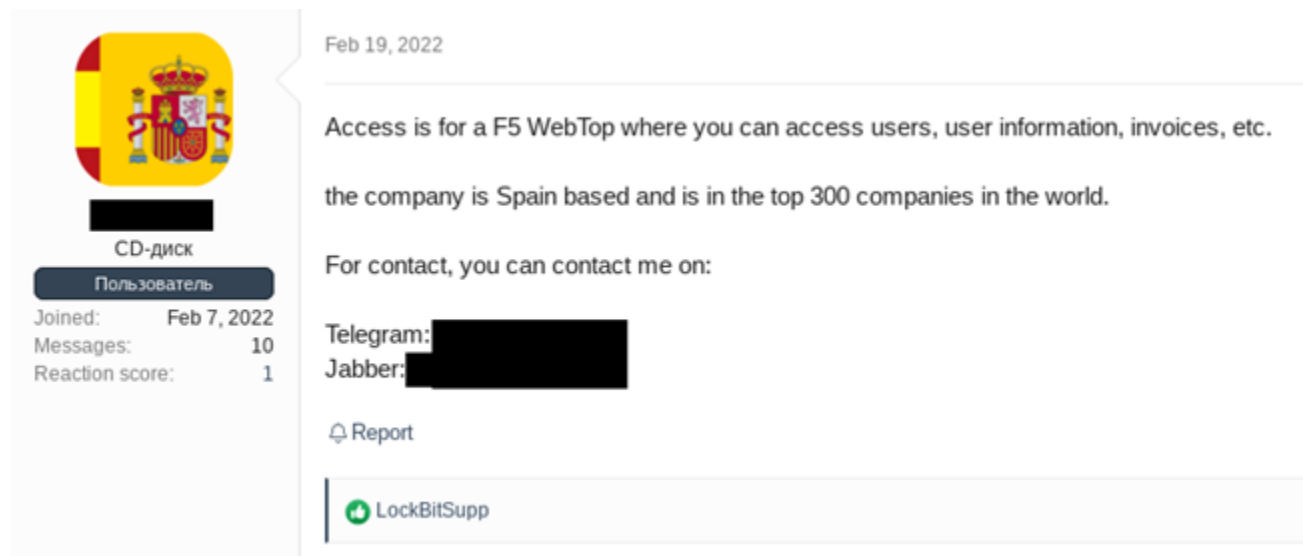 Feb 19, 2022
Access is for a F5 WebTop where you can access users, user information, invoices, etc.
the company is Spain based and is in the top 300 companies in the world.
For contact, you can contact me on:
Telegram:
Jabber:
Report
LockBitSupp
CD-диск
Пользователь
Joined: Feb 7, 2022
Messages: 10
Reaction score: 1